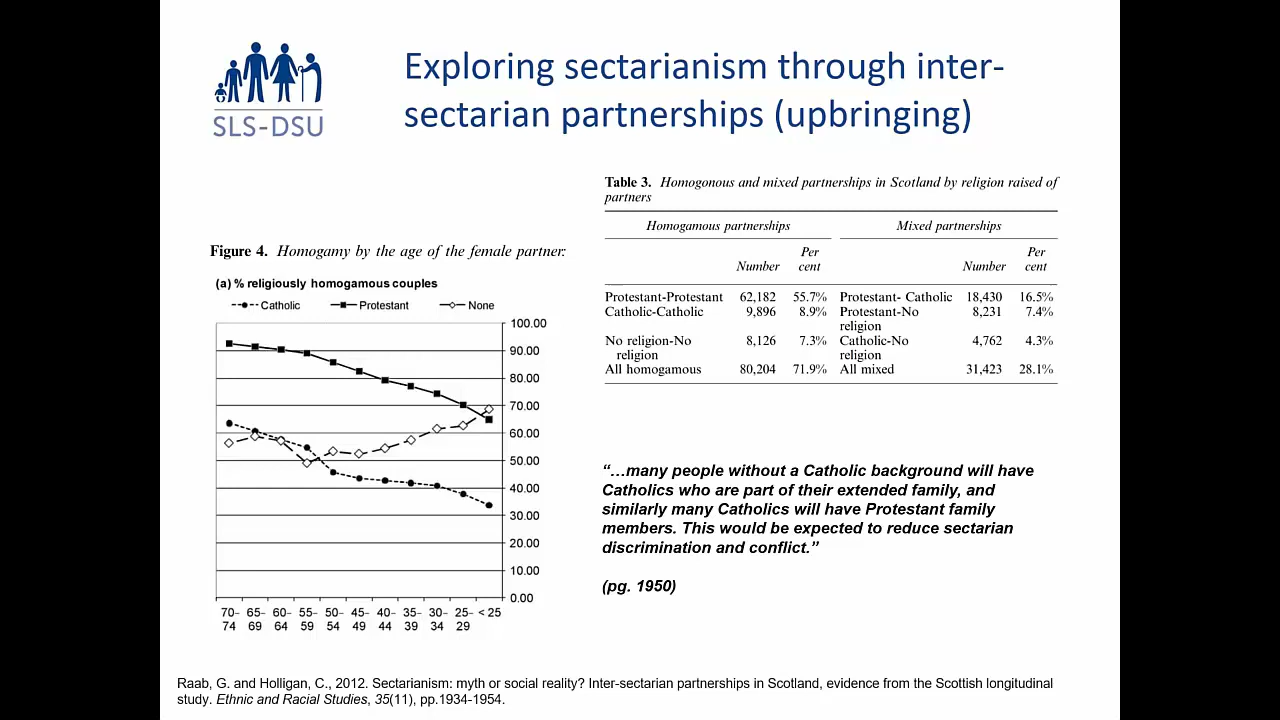 SLS-DSU
Exploring sectarianism through inter-
sectarian partnerships (upbringing)
Figure 4. Homogamy by the age of the female partner:
(a) % religiously homogamous couples
Catholic Protestant None
100.00
90.00
80.00
70.00
60.00
50.00
40.00
30.00
20.00
10.00
0.00
70– 65– 60– 55– 50– 45– 40– 35– 30– 25– < 25
74 69 64 59 54 49 44 39 34 29
Table 3. Homogonous and mixed partnerships in Scotland by religion raised of
partners
Homogamous partnerships Mixed partnerships
Per Per
Number cent Number cent
Protestant-Protestant 62,182 55.7% Protestant- Catholic 18,430 16.5%
Catholic-Catholic 9,896 8.9% Protestant-No 8,231 7.4%
religion
No religion-No 8,126 7.3% Catholic-No 4,762 4.3%
religion religion
All homogamous 80,204 71.9% All mixed 31,423 28.1%
“…many people without a Catholic background will have
Catholics who are part of their extended family, and
similarly many Catholics will have Protestant family
members. This would be expected to reduce sectarian
discrimination and conflict.”
(pg. 1950)
Raab, G. and Holligan, C., 2012. Sectarianism: myth or social reality? Inter-sectarian partnerships in Scotland, evidence from the Scottish longitudinal
study. Ethnic and Racial Studies, 35(11), pp.1934-1954.